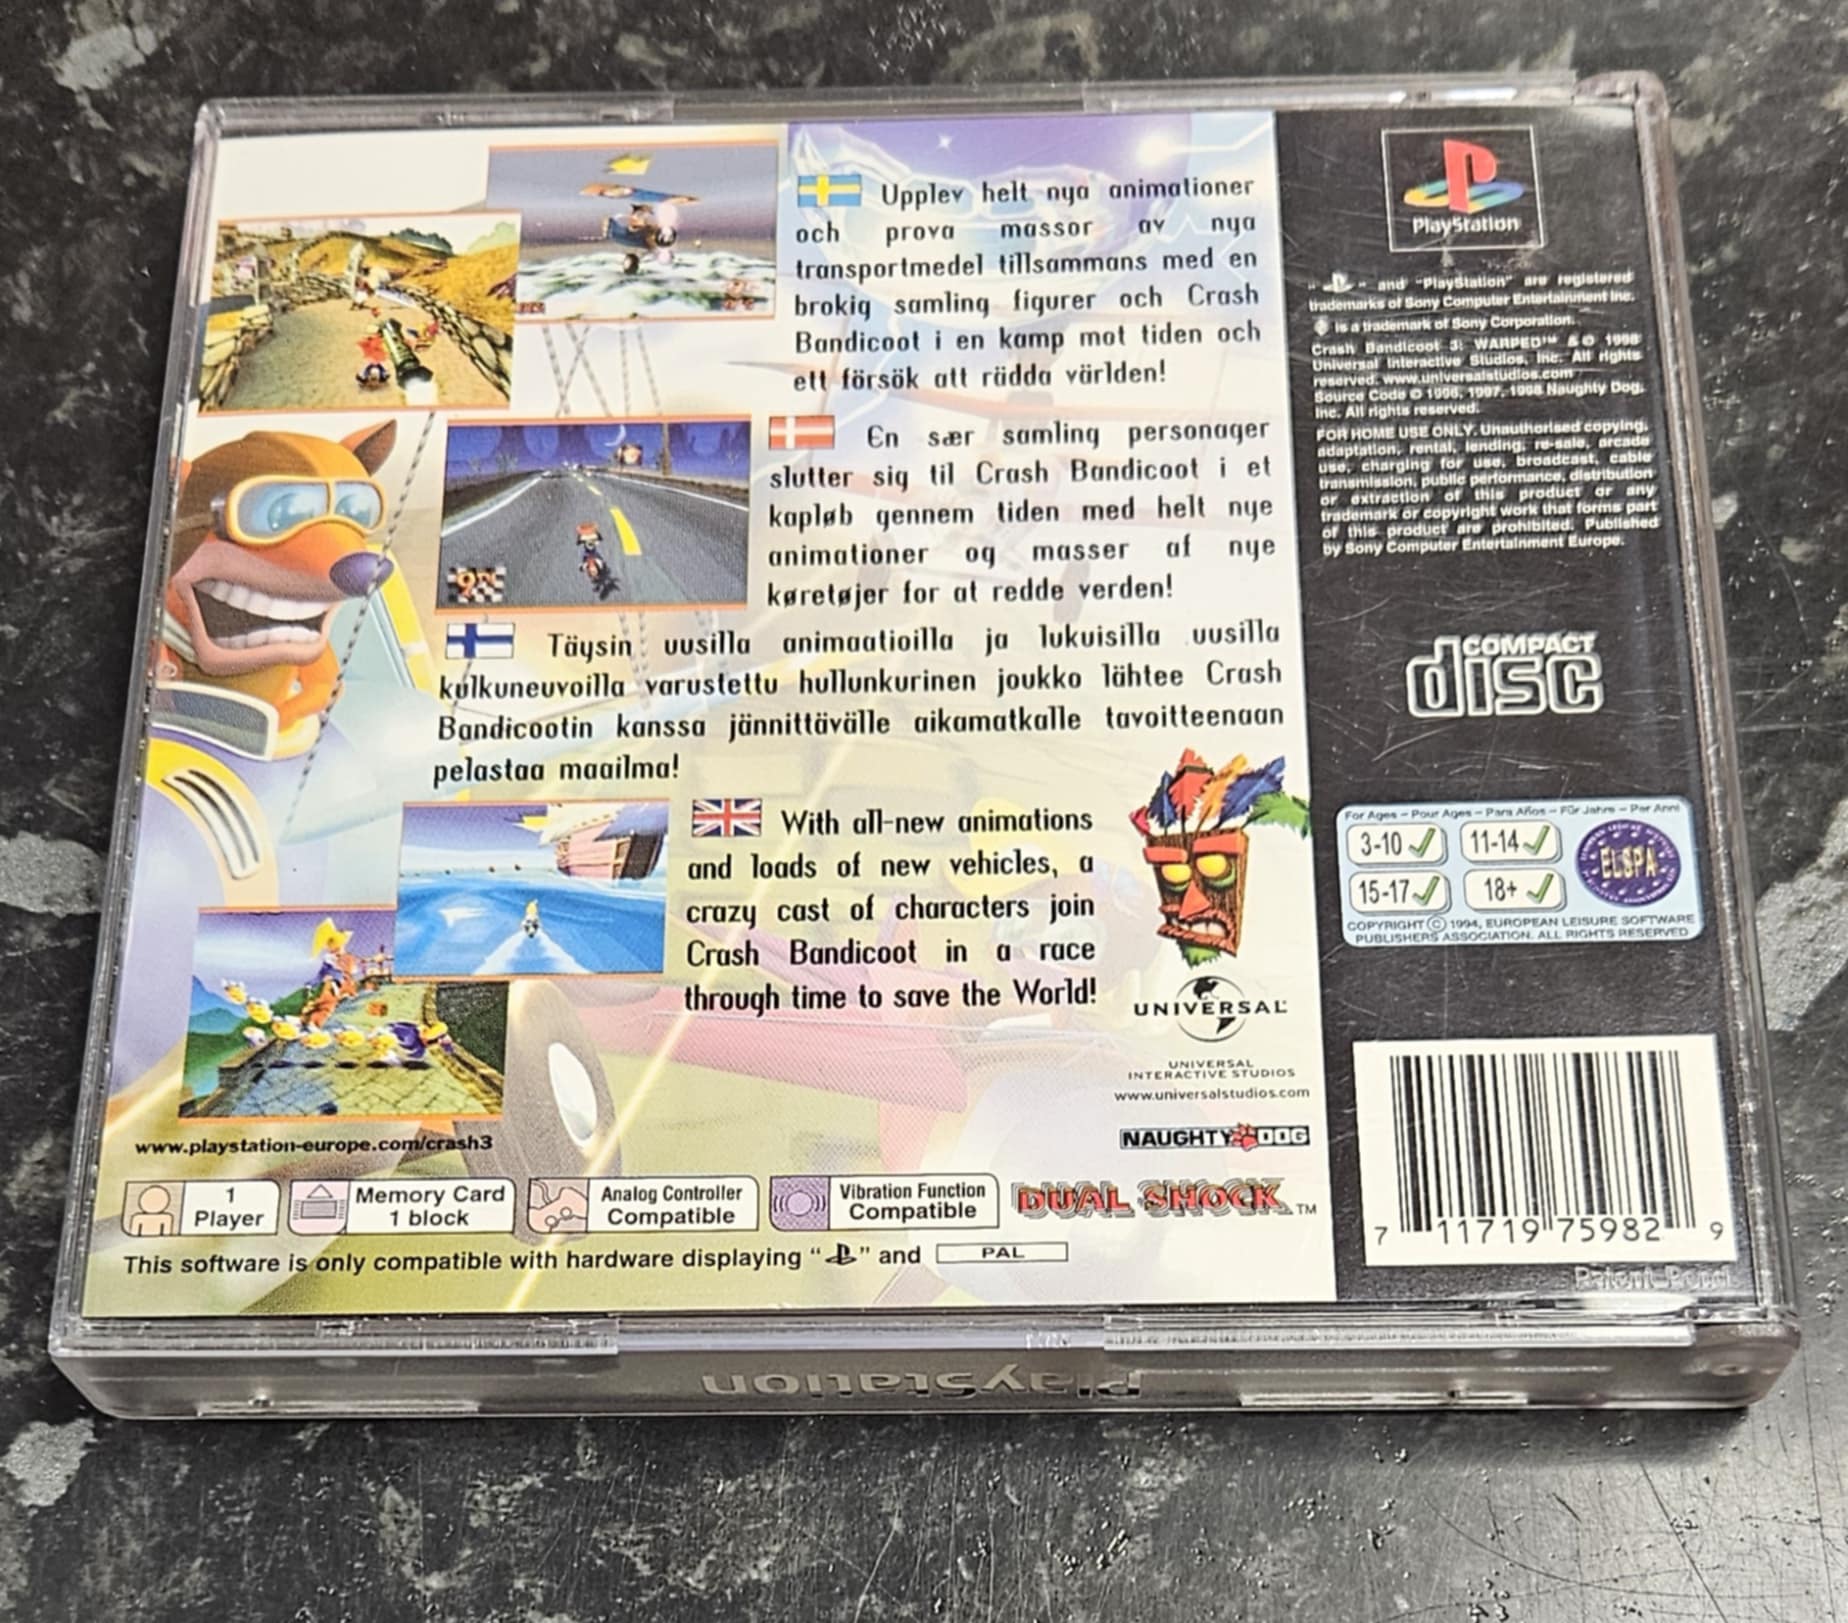 Upplev helt nya animationer
och prova massor av nya
transportmedel tillsammans med en
brokig samling figurer och Crash
Bandicoot i en kamp mot tiden och
ett försök att rädda världen!
En sær samling personager
slutter sig til Crash Bandicoot i et
kapløb gennem tiden med helt nye
animationer og masser af nye
køretøjer for at redde verden!
Täysin uusilla animaatioilla ja lukuisilla uusilla
kulkuneuvoilla varustettu hullunkurinen joukko lähtee Crash
Bandicootin kanssa jännittävälle aikamatkalle tavoitteenaan
pelastaa maailma!
With all-new animations
and loads of new vehicles, a
crazy cast of characters join
Crash Bandicoot in a race
through time to save the World!
UNIVERSAL
UNIVERSAL
INTERACTIVE STUDIOS
www.universalstudios.com
NAUGHTY DOG
www.playstation-europe.com/crash3
1
Player
Memory Card
1 block
Analog Controller
Compatible
Vibration Function
Compatible
DUAL SHOCK™
This software is only compatible with hardware displaying " " and PAL
PlayStation
" " and "PlayStation" are registered
trademarks of Sony Computer Entertainment Inc.
is a trademark of Sony Corporation.
Crash Bandicoot 3: WARPED™ & © 1998
Universal Interactive Studios, Inc. All rights
reserved. www.universalstudios.com
Source Code © 1996, 1997, 1998 Naughty Dog,
Inc. All rights reserved.
FOR HOME USE ONLY. Unauthorised copying,
adaptation, rental, lending, re-sale, arcade
use, charging for use, broadcast, cable
transmission, public performance, distribution
or extraction of this product or any
trademark or copyright work that forms part
of this product are prohibited. Published
by Sony Computer Entertainment Europe.
COMPACT
disc
For Ages – Pour Ages – Para Años – Für Jahre – Per Anni
3-10 ✓ 11-14 ✓
15-17 ✓ 18+ ✓
ELSPA
COPYRIGHT © 1994, EUROPEAN LEISURE SOFTWARE
PUBLISHERS ASSOCIATION. ALL RIGHTS RESERVED
7 11719 75982 9
Patent Pend
PlayStation